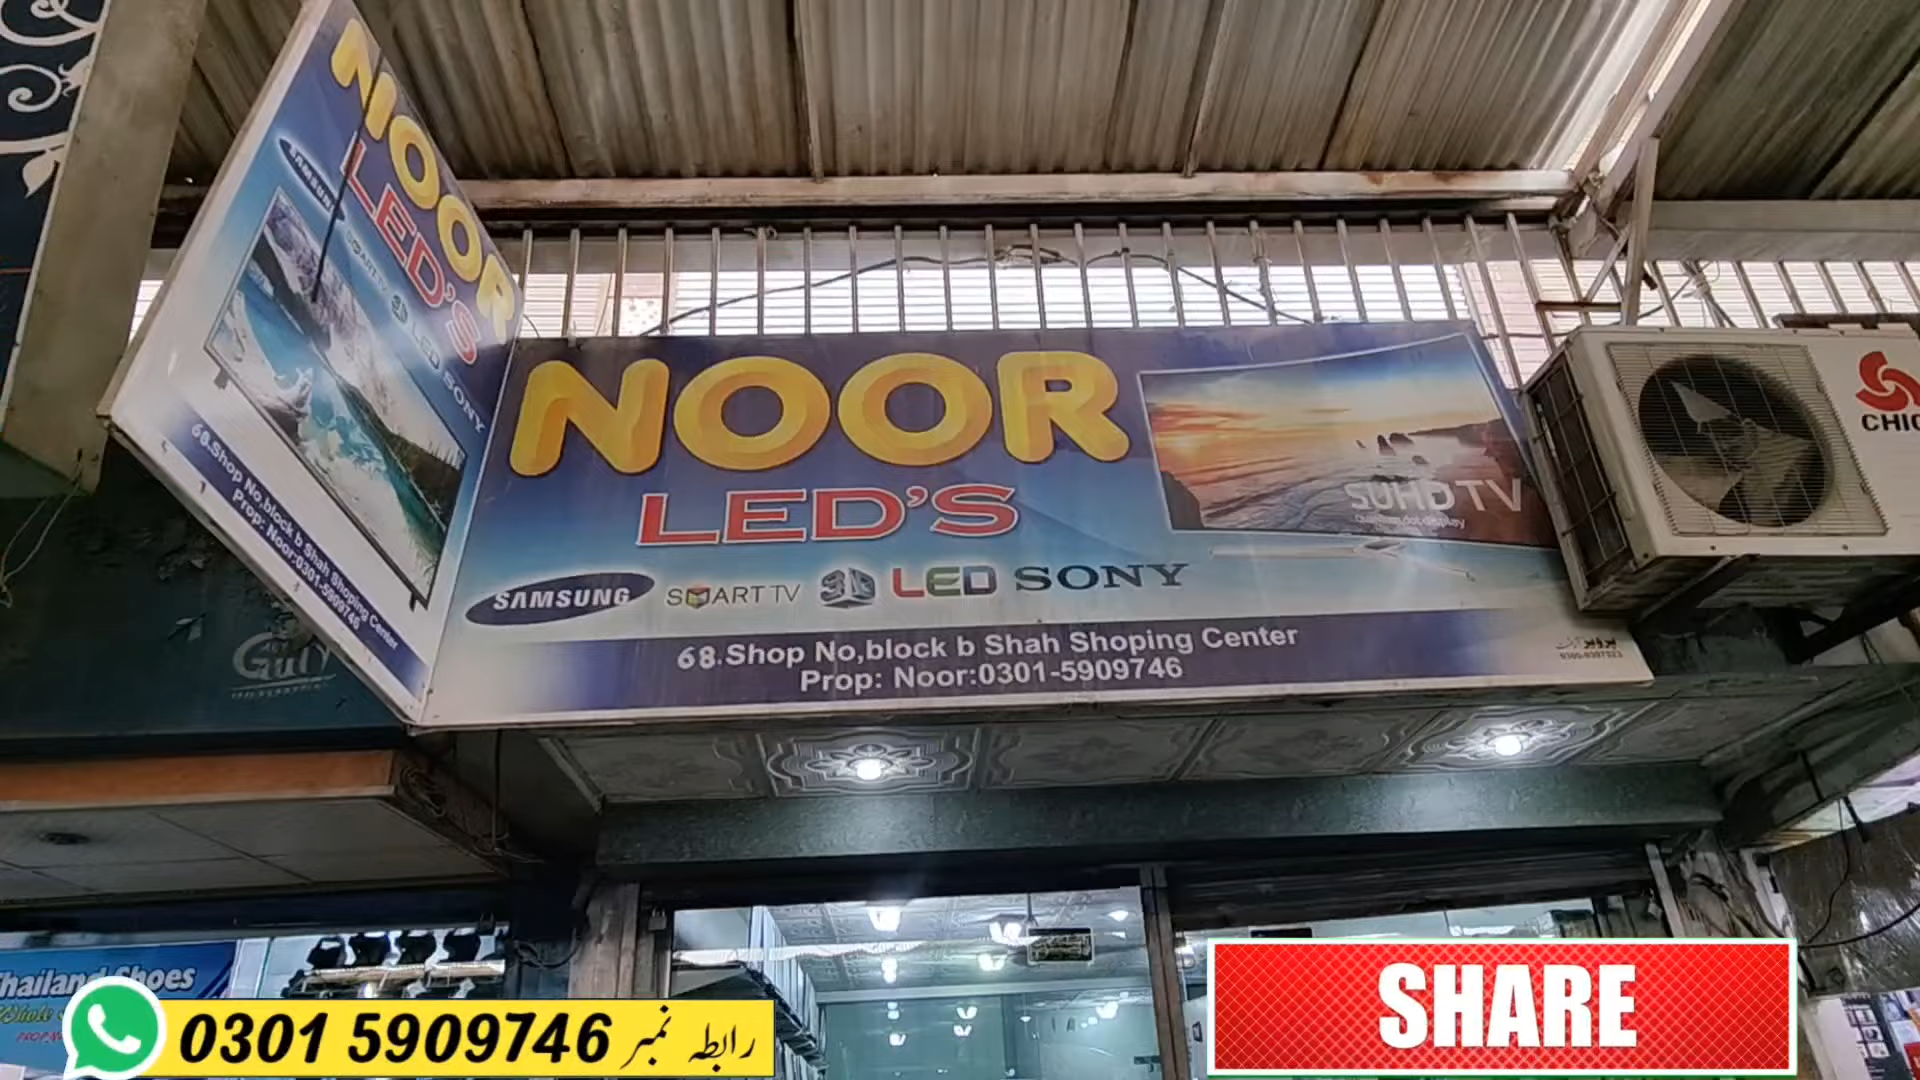 NOOR
LED'S
SAMSUNG
SMART TV
3D LED SONY
68.Shop No,block b Shah Shoping Center
Prop: Noor:0301-5909746
NOOR
LED'S
SUHD TV
SAMSUNG SMART TV 3D LED SONY
68.Shop No,block b Shah Shoping Center
Prop: Noor:0301-5909746
CHIG
Gul
Thailand Shoes
Whole
0301 5909746 رابطہ نمبر
SHARE